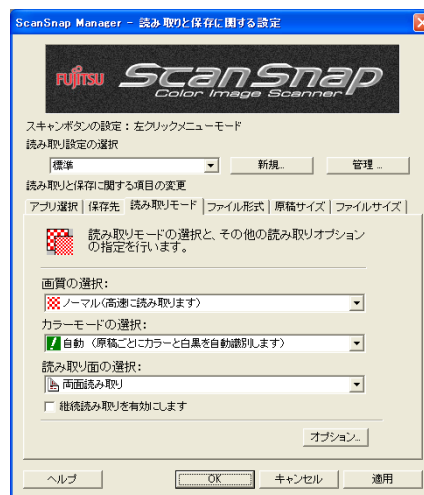 ScanSnap Manager - 読み取りと保存に関する設定
FUJITSU ScanSnap
Color Image Scanner
スキャンボタンの設定：左クリックメニューモード
読み取り設定の選択
標準 新規... 管理 ...
読み取りと保存に関する項目の変更
アプリ選択 保存先 読み取りモード ファイル形式 原稿サイズ ファイルサイズ
読み取りモードの選択と、その他の読み取りオプション
の指定を行います。
画質の選択：
ノーマル(高速に読み取ります)
カラーモードの選択：
自動 (原稿ごとにカラーと白黒を自動識別します)
読み取り面の選択：
両面読み取り
継続読み取りを有効にします
オプション...
ヘルプ OK キャンセル 適用